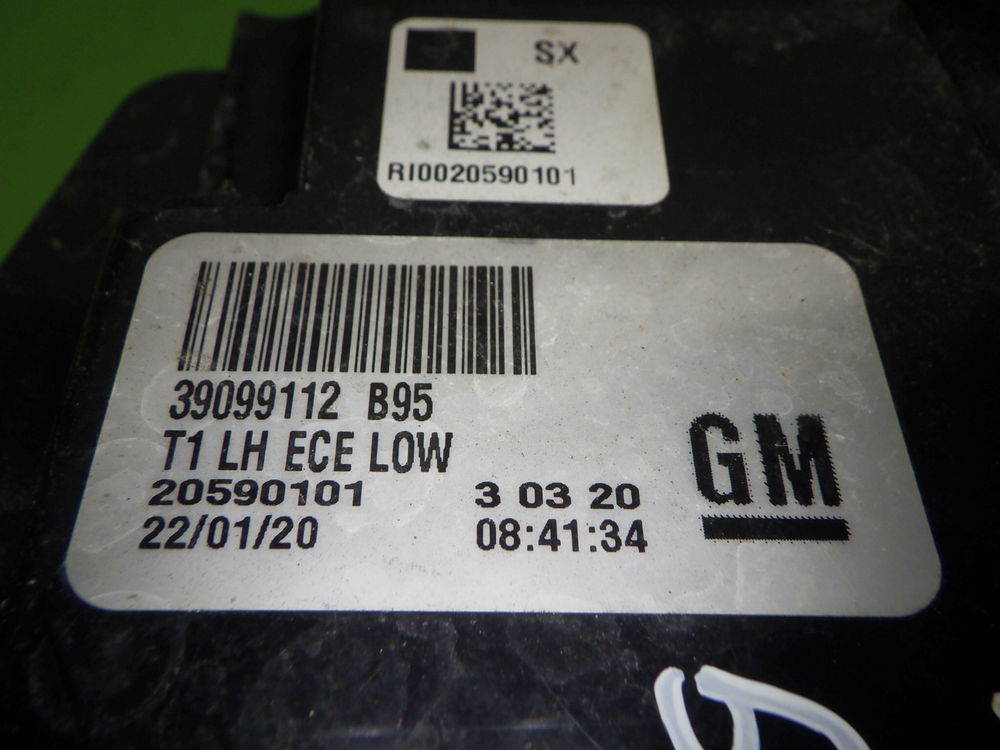 SX
RI0020590101
39099112 B95
T1 LH ECE LOW
20590101 3 03 20
22/01/20 08:41:34
GM